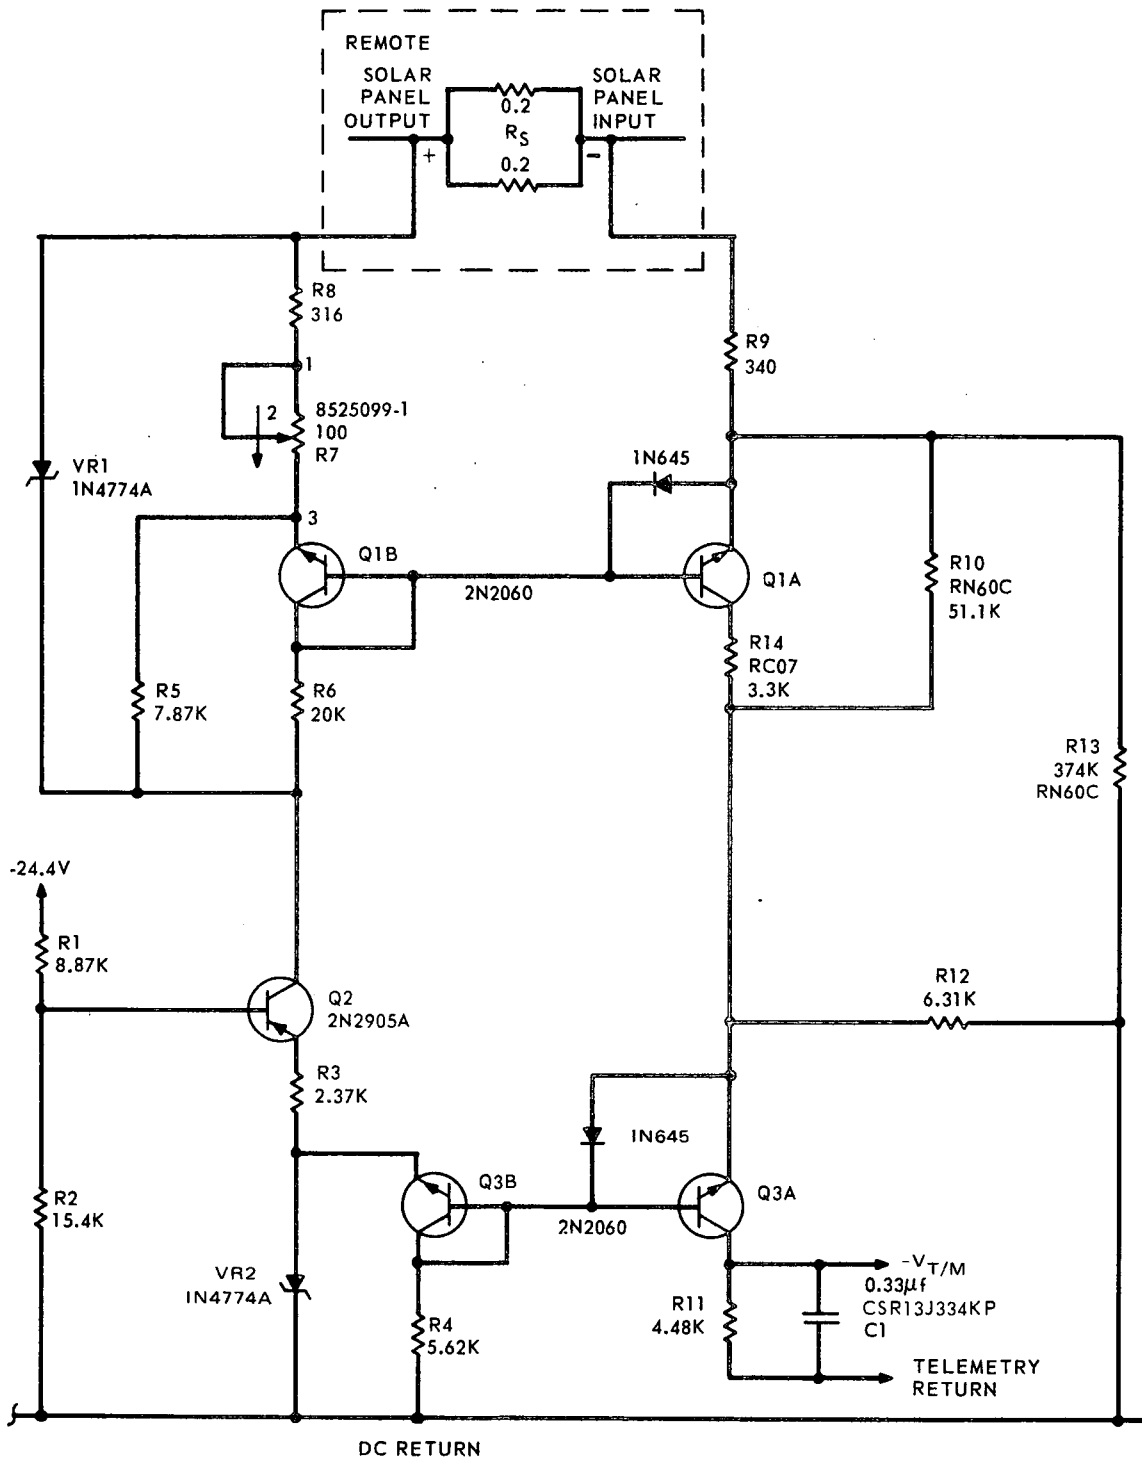 REMOTE
SOLAR
PANEL
OUTPUT
SOLAR
PANEL
INPUT
0.2
RS
0.2
+
−
R8
316
1
2
8525099-1
100
R7
3
VR1
1N4774A
R9
340
1N645
Q1B
2N2060
Q1A
R10
RN60C
51.1K
R14
RC07
3.3K
R5
7.87K
R6
20K
R13
374K
RN60C
-24.4V
R1
8.87K
Q2
2N2905A
R12
6.31K
R3
2.37K
1N645
Q3B
2N2060
Q3A
R2
15.4K
VR2
1N4774A
R4
5.62K
R11
4.48K
-VT/M
0.33µf
CSR13J334KP
C1
TELEMETRY
RETURN
DC RETURN